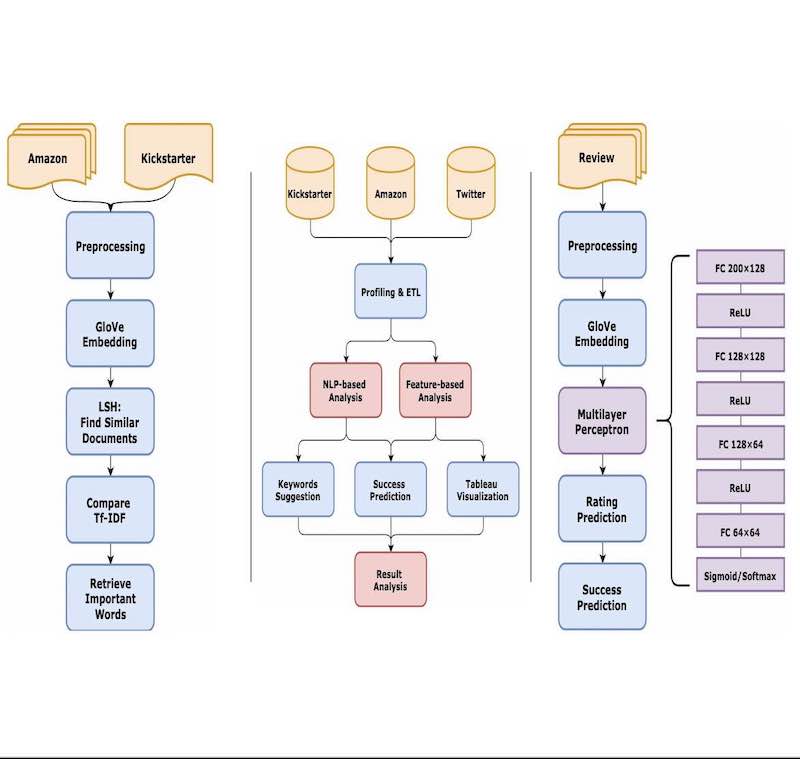 Amazon
Kickstarter
Preprocessing
GloVe
Embedding
LSH:
Find Similar
Documents
Compare
Tf-IDF
Retrieve
Important
Words
Kickstarter
Amazon
Twitter
Profiling & ETL
NLP-based
Analysis
Feature-based
Analysis
Keywords
Suggestion
Success
Prediction
Tableau
Visualization
Result
Analysis
Review
Preprocessing
GloVe
Embedding
Multilayer
Perceptron
Rating
Prediction
Success
Prediction
FC 200×128
ReLU
FC 128×128
ReLU
FC 128×64
ReLU
FC 64×64
Sigmoid/Softmax